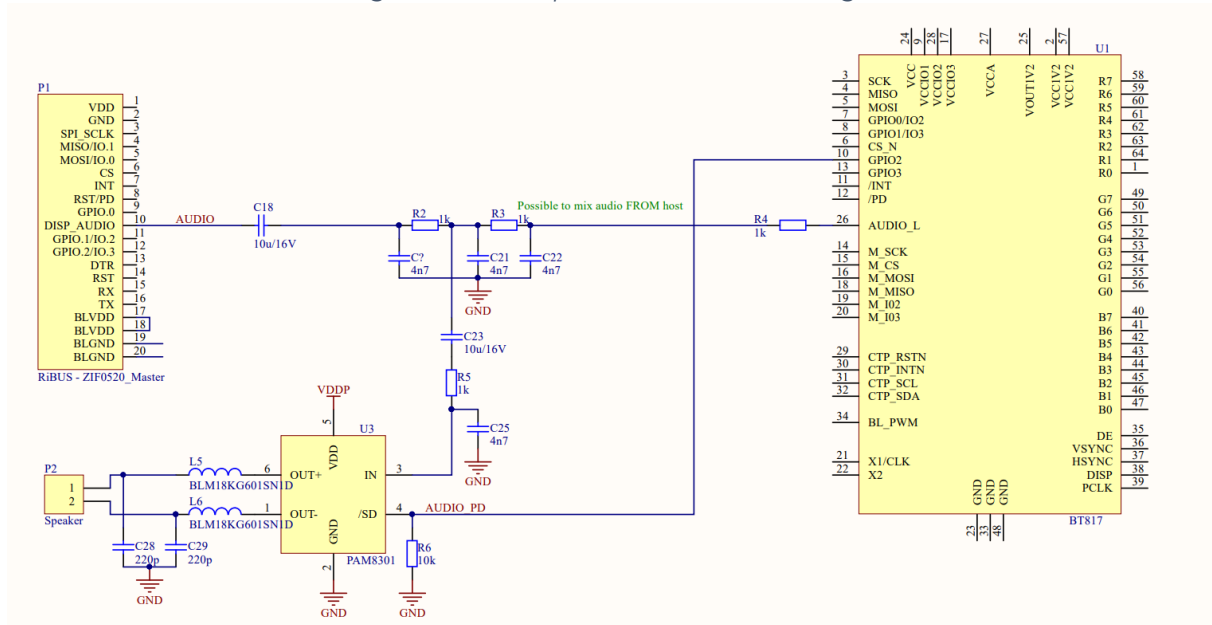 P1
VDD 1
GND 2
SPI_SCLK 3
MISO/IO.1 4
MOSI/IO.0 5
CS 6
INT 7
RST/PD 8
GPIO.0 9
DISP_AUDIO 10
GPIO.1/IO.2 11
GPIO.2/IO.3 12
DTR 13
RST 14
RX 15
TX 16
BLVDD 17
BLVDD 18
BLGND 19
BLGND 20
RiBUS - ZIF0520_Master
AUDIO
C18
10u/16V
R2
1k
R3
1k
Possible to mix audio FROM host
R4
1k
C?
4n7
C21
4n7
C22
4n7
GND
C23
10u/16V
R5
1k
C25
4n7
GND
VDDP
P2
1
2
Speaker
L5
BLM18KG601SN1D
L6
BLM18KG601SN1D
C28
220p
C29
220p
GND
U3
5
VDD
6 OUT+
1 OUT-
IN 3
/SD 4
GND
2
PAM8301
GND
AUDIO_PD
R6
10k
GND
U1
24 VCC
9 VCCIO1
28 VCCIO2
17 VCCIO3
27 VCCA
25 VOUT1V2
2 VCC1V2
57 VCC1V2
3 SCK
4 MISO
5 MOSI
7 GPIO0/IO2
8 GPIO1/IO3
6 CS_N
10 GPIO2
13 GPIO3
11 /INT
12 /PD
26 AUDIO_L
14 M_SCK
15 M_CS
16 M_MOSI
18 M_MISO
19 M_I02
20 M_I03
29 CTP_RSTN
30 CTP_INTN
31 CTP_SCL
32 CTP_SDA
34 BL_PWM
21 X1/CLK
22 X2
R7 58
R6 59
R5 60
R4 61
R3 62
R2 63
R1 64
R0 1
G7 49
G6 50
G5 51
G4 52
G3 53
G2 54
G1 55
G0 56
B7 40
B6 41
B5 42
B4 43
B3 44
B2 45
B1 46
B0 47
DE 35
VSYNC 36
HSYNC 37
DISP 38
PCLK 39
GND 23
GND 33
GND 48
BT817